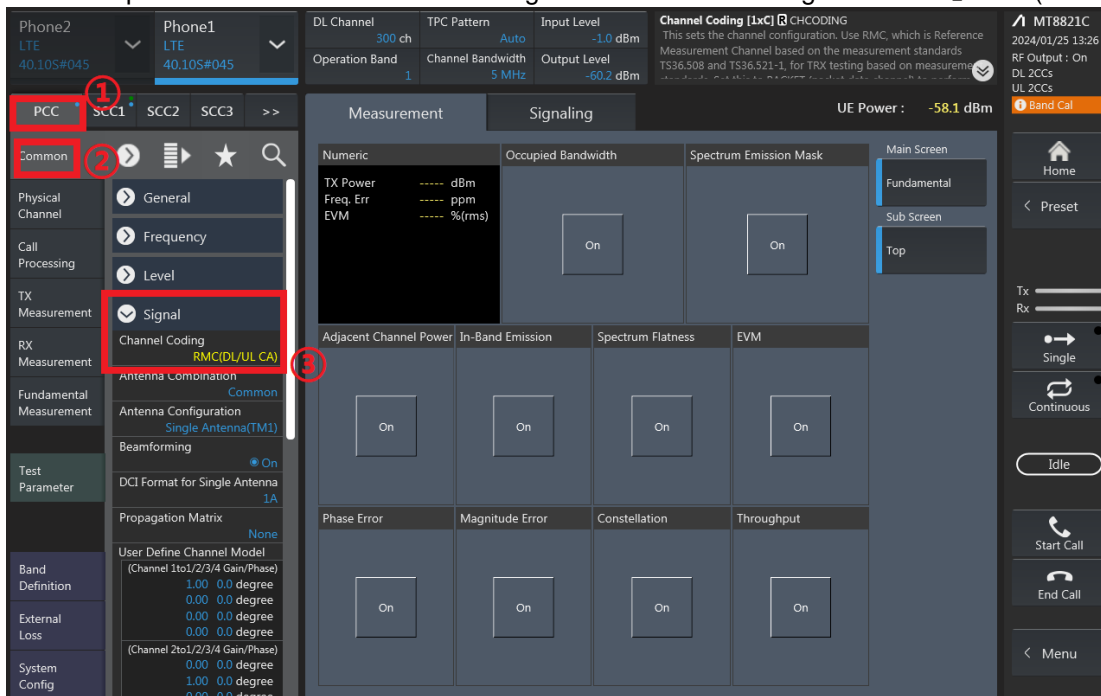 Phone2
LTE
40.10S#045
Phone1
LTE
40.10S#045
DL Channel
300 ch
TPC Pattern
Auto
Input Level
-1.0 dBm
Operation Band
1
Channel Bandwidth
5 MHz
Output Level
-60.2 dBm
Channel Coding [1xC] R CHCODING
This sets the channel configuration. Use RMC, which is Reference
Measurement Channel based on the measurement standards
TS36.508 and TS36.521-1, for TRX testing based on measureme
MT8821C
2024/01/25 13:26
RF Output : On
DL 2CCs
UL 2CCs
Band Cal
①
PCC SCC1 SCC2 SCC3 >>
Measurement
Signaling
UE Power : -58.1 dBm
Common
②
General
Frequency
Level
Signal
Channel Coding
RMC(DL/UL CA)
③
Antenna Combination
Common
Antenna Configuration
Single Antenna(TM1)
Beamforming
On
DCI Format for Single Antenna
1A
Propagation Matrix
None
User Define Channel Model
(Channel 1to1/2/3/4 Gain/Phase)
1.00 0.0 degree
0.00 0.0 degree
0.00 0.0 degree
0.00 0.0 degree
(Channel 2to1/2/3/4 Gain/Phase)
0.00 0.0 degree
1.00 0.0 degree
0.00 0.0 degree
Physical
Channel
Call
Processing
TX
Measurement
RX
Measurement
Fundamental
Measurement
Test
Parameter
Band
Definition
External
Loss
System
Config
Numeric
TX Power ----- dBm
Freq. Err ----- ppm
EVM ----- %(rms)
Occupied Bandwidth
On
Spectrum Emission Mask
On
Adjacent Channel Power
On
In-Band Emission
On
Spectrum Flatness
On
EVM
On
Phase Error
On
Magnitude Error
On
Constellation
On
Throughput
On
Main Screen
Fundamental
Sub Screen
Top
Home
< Preset
Tx
Rx
Single
Continuous
Idle
Start Call
End Call
< Menu